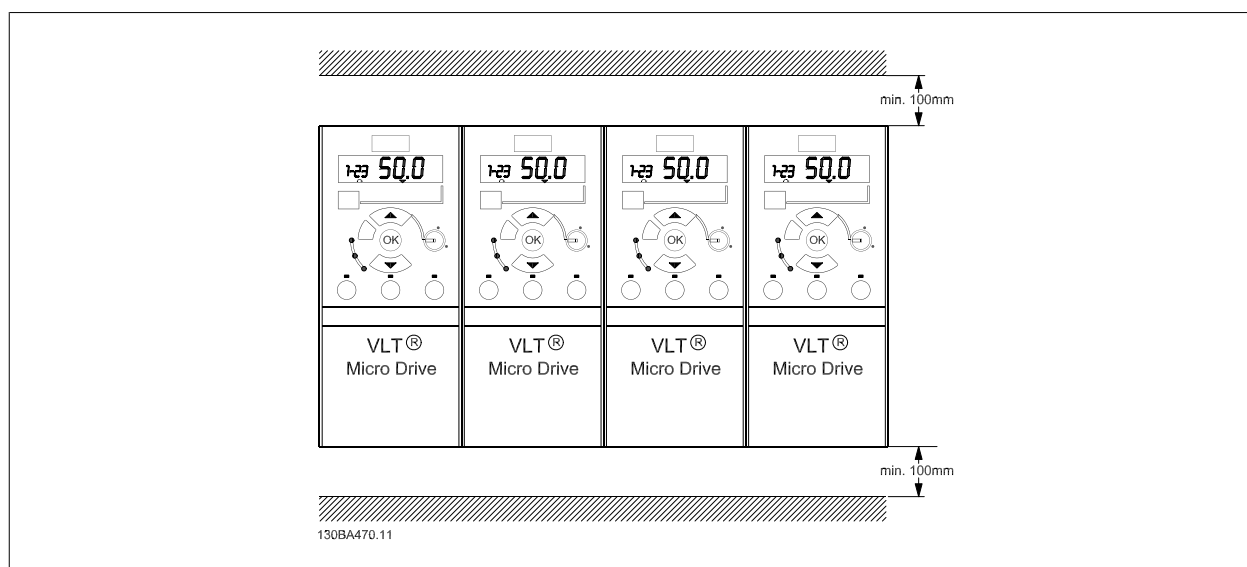 min. 100mm
1-23 50.0
1-23 50.0
1-23 50.0
1-23 50.0
OK
OK
OK
OK
VLT®
Micro Drive
VLT®
Micro Drive
VLT®
Micro Drive
VLT®
Micro Drive
min. 100mm
130BA470.11